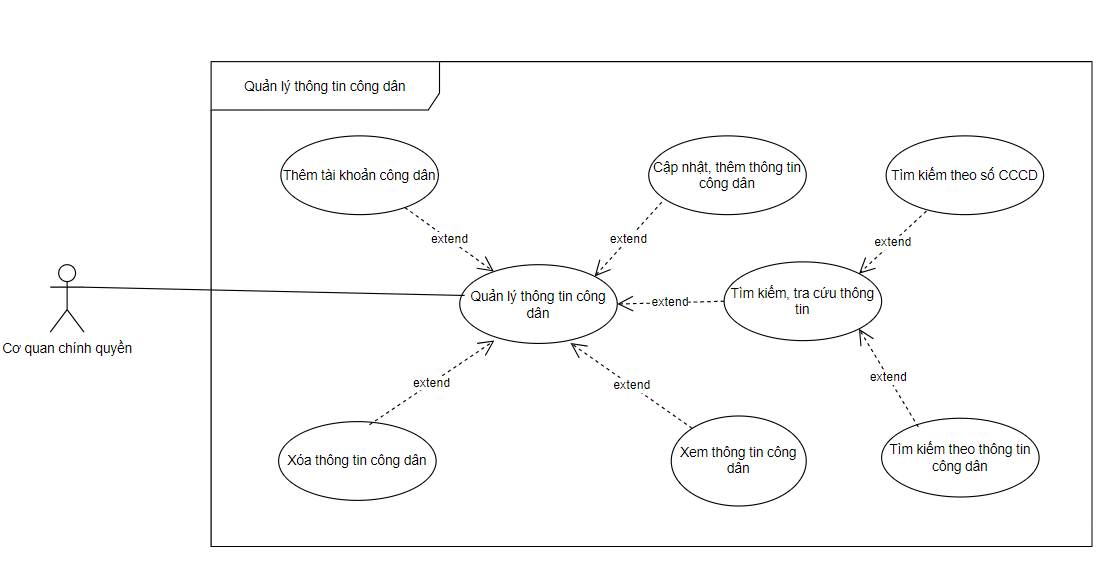 Quản lý thông tin công dân
Thêm tài khoản công dân
Cập nhật, thêm thông tin
công dân
Tìm kiếm theo số CCCD
extend
extend
extend
Quản lý thông tin công
dân
extend
Tìm kiếm, tra cứu thông
tin
Cơ quan chính quyền
extend
extend
extend
Xóa thông tin công dân
Xem thông tin công
dân
Tìm kiếm theo thông tin
công dân